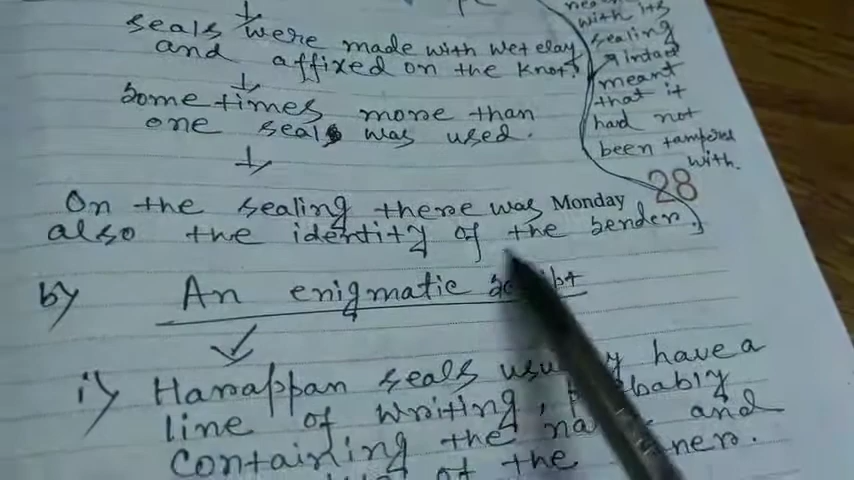 seals were made with wet clay
and affixed on the knot.
Sometimes more than
one seal was used.
with its
sealing
intact
meant
that it
had not
been tampered
with.
Monday 28
On the sealing there was
also the identity of the sender.
by An enigmatic
i) Harappan seals usually have a
line of writing, probably
containing the and
of the